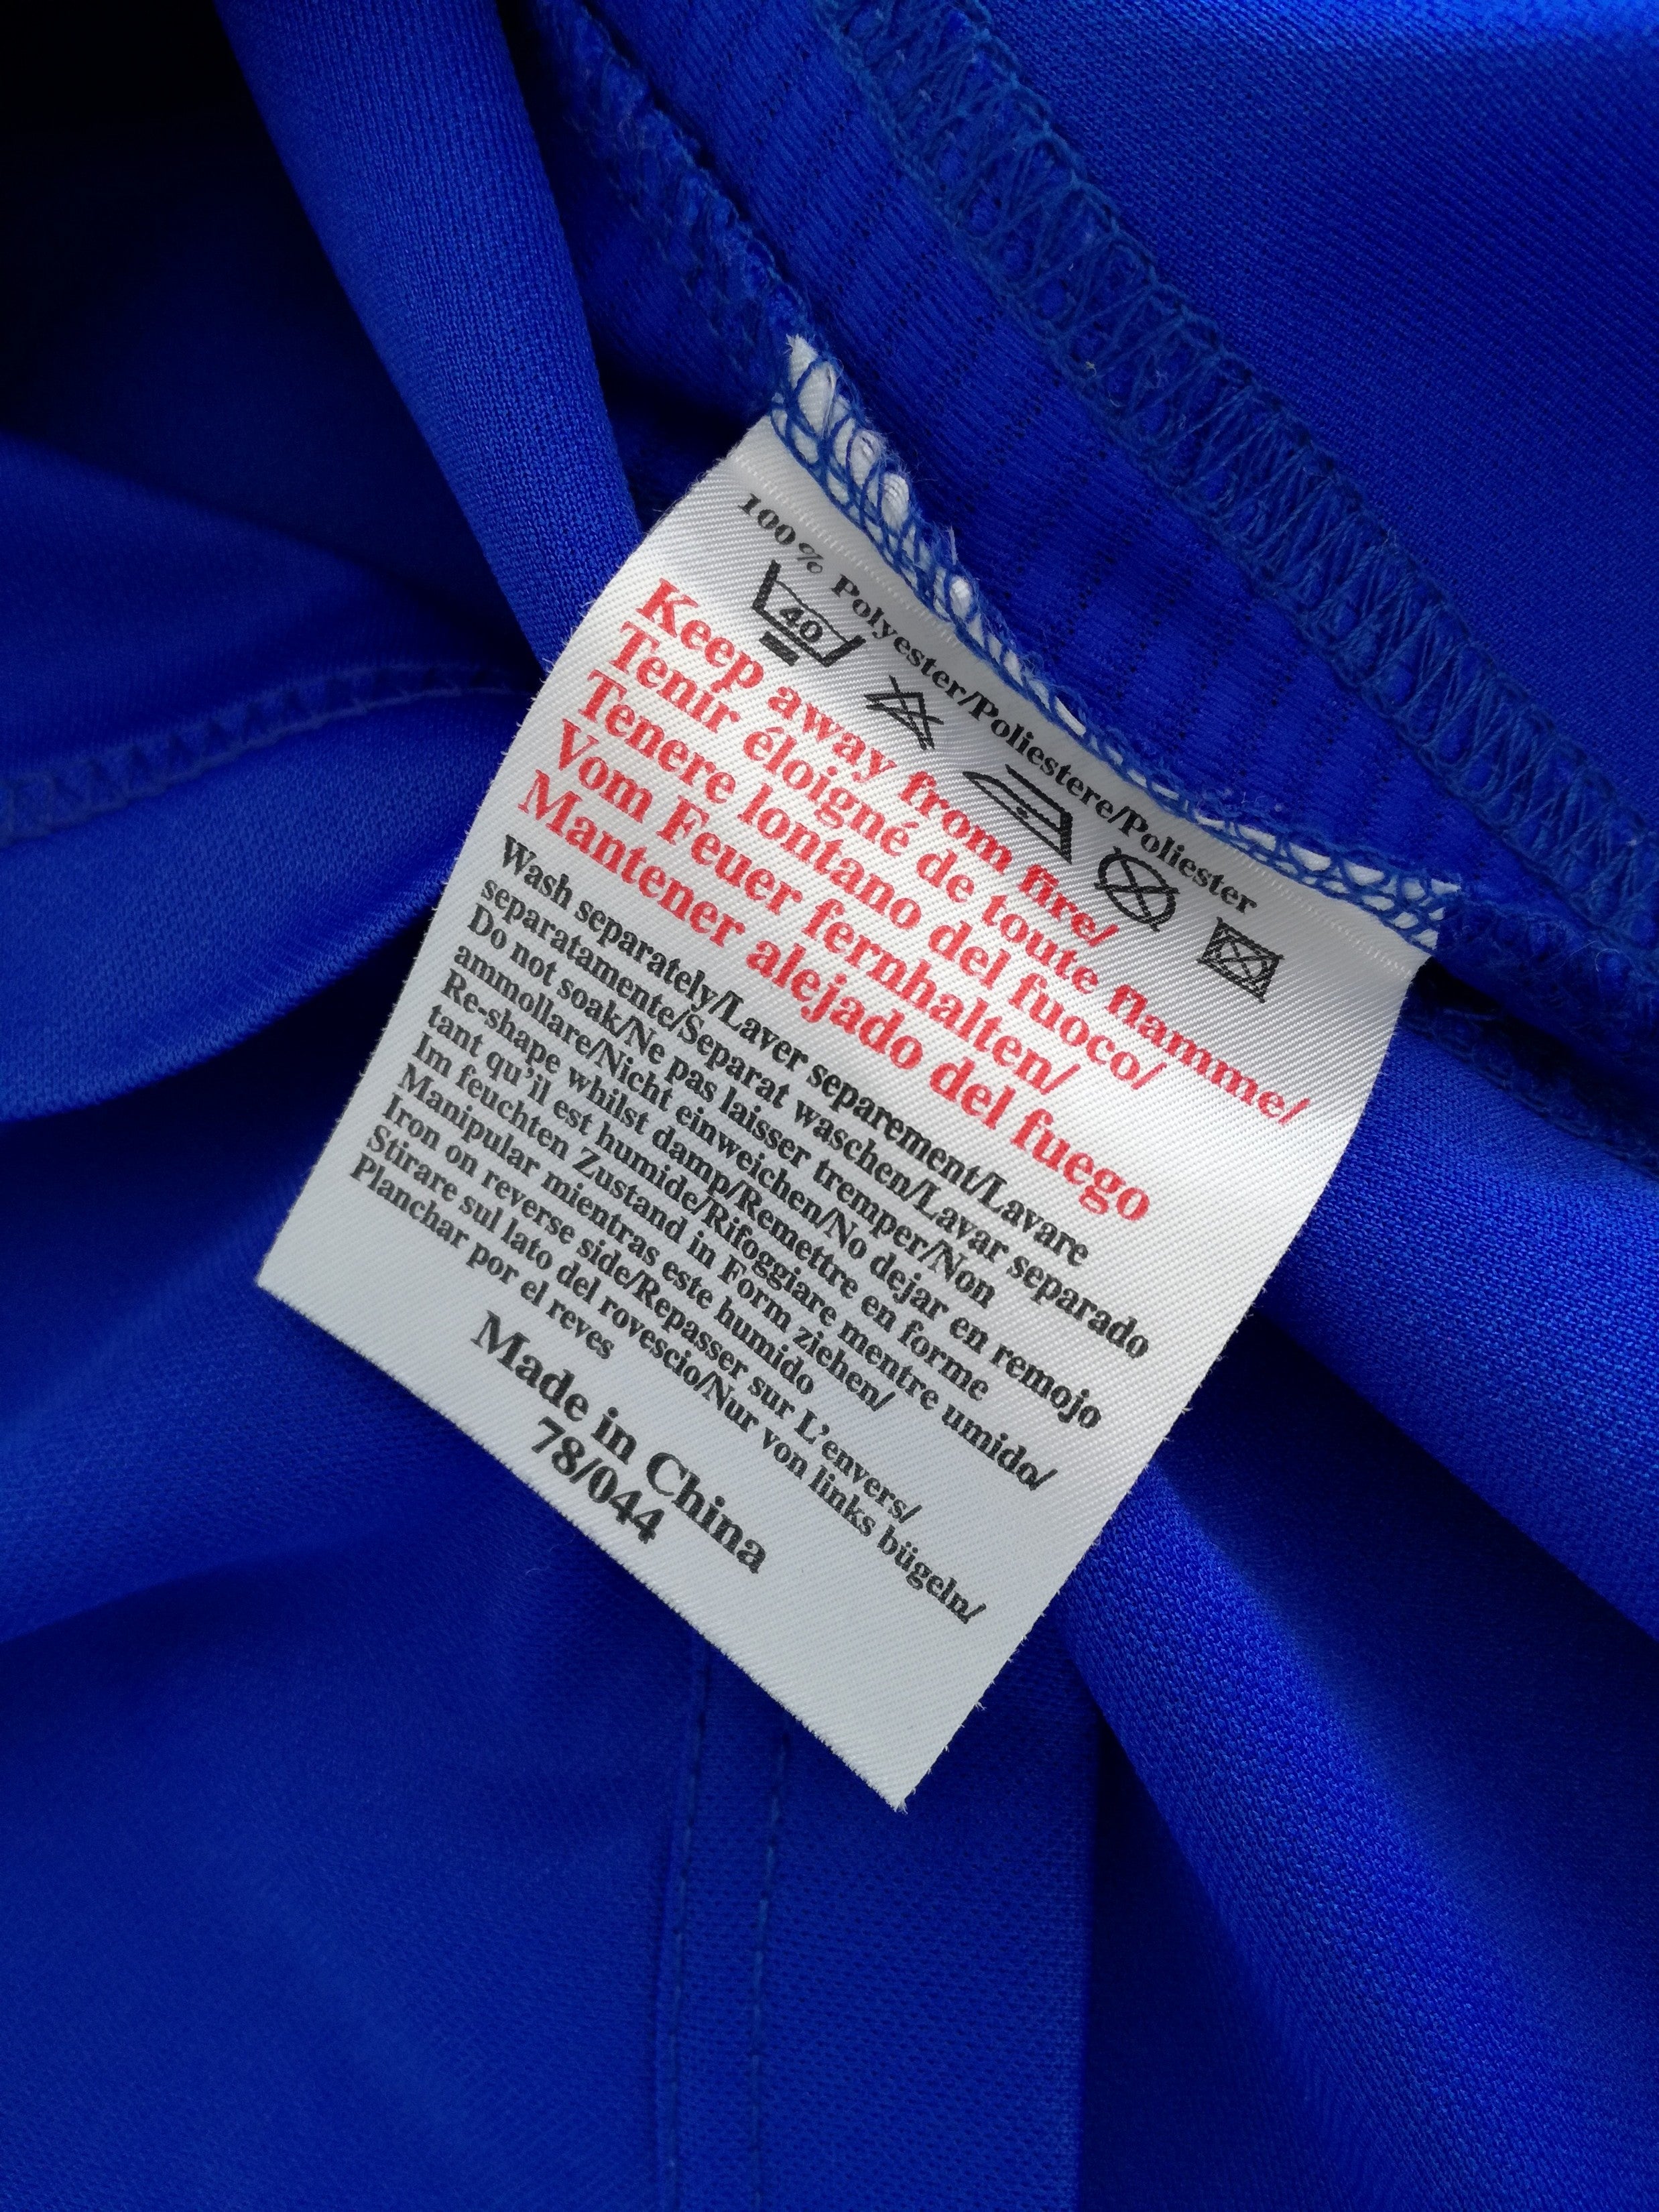 100% Polyester/Poliestere/Poliester
40
Keep away from fire/
Tenir éloigné de toute flamme/
Tenere lontano del fuoco/
Vom Feuer fernhalten/
Mantener alejado del fuego
Wash separately/Laver separement/Lavare
separatamente/Separat waschen/Lavar separado
Do not soak/Ne pas laisser tremper/Non
ammollare/Nicht einweichen/No dejar en remojo
Re-shape whilst damp/Remettre en forme
tant qu'il est humide/Rifoggiare mentre umido/
Im feuchten Zustand in Form ziehen/
Manipular mientras este humido
Iron on reverse side/Repasser sur L'envers/
Stirare sul lato del rovescio/Nur von links bügeln/
Planchar por el reves
Made in China
78/044